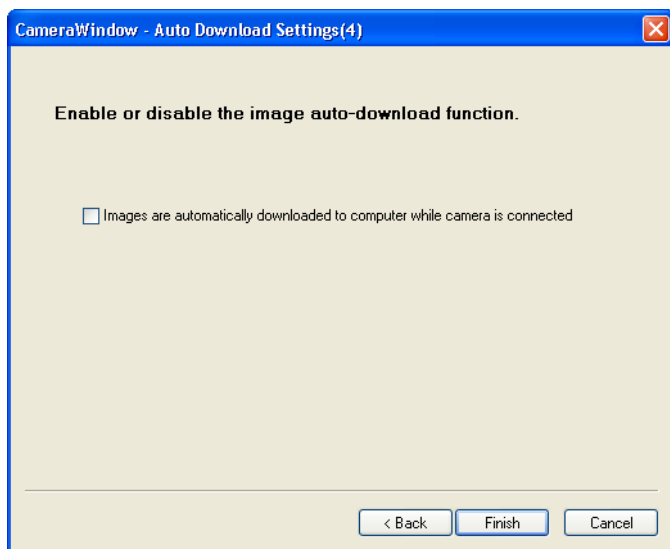 CameraWindow - Auto Download Settings(4)
Enable or disable the image auto-download function.
Images are automatically downloaded to computer while camera is connected
< Back Finish Cancel